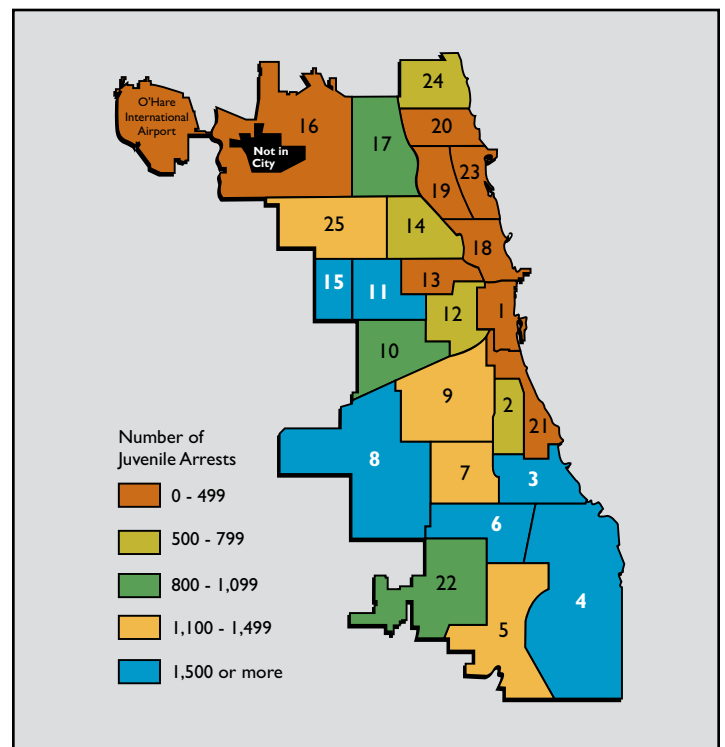 24
O'Hare
International
Airport
16
20
17
Not in
City
23
19
25
14
18
15
11
13
12
1
10
9
2
21
Number of
Juvenile Arrests
8
7
3
0 - 499
6
500 - 799
800 - 1,099
22
4
1,100 - 1,499
5
1,500 or more